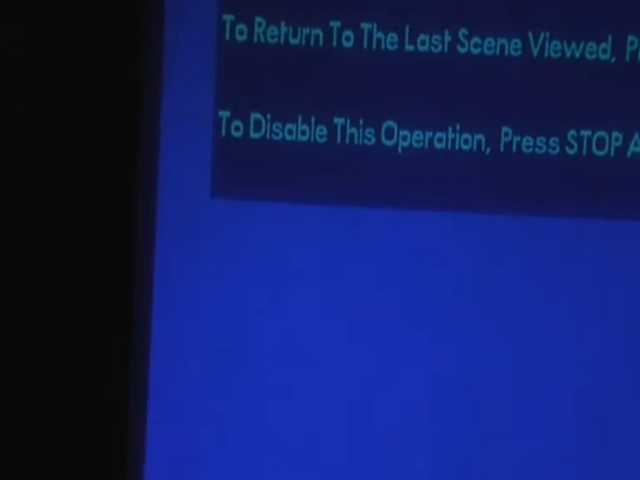 To Return To The Last Scene Viewed,
To Disable This Operation, Press STOP